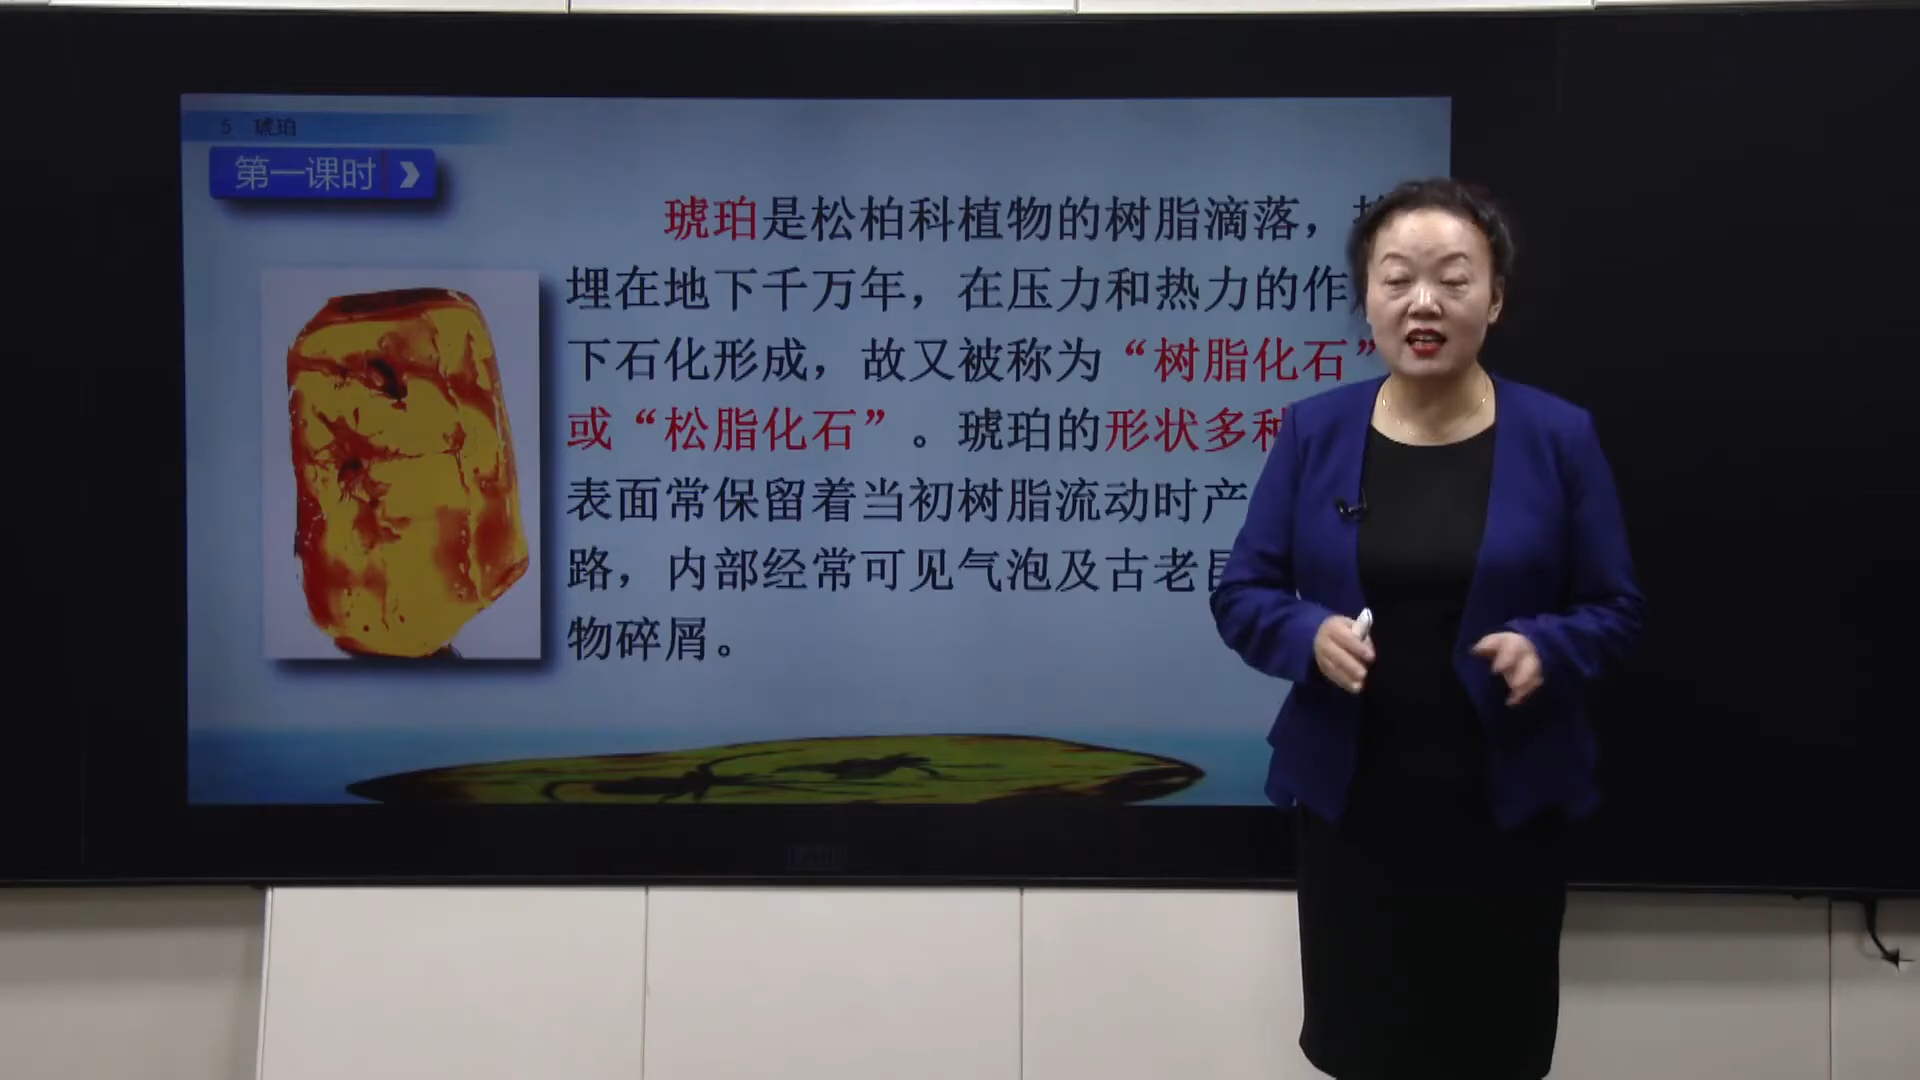 5 琥珀
第一课时
琥珀是松柏科植物的树脂滴落，
埋在地下千万年，在压力和热力的作
下石化形成，故又被称为“树脂化石”
或“松脂化石”。琥珀的形状多种
表面常保留着当初树脂流动时产
路，内部经常可见气泡及古老
物碎屑。